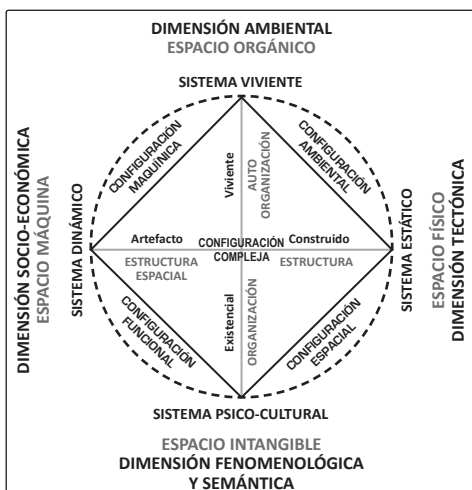 DIMENSIÓN AMBIENTAL
ESPACIO ORGÁNICO
SISTEMA VIVIENTE
CONFIGURACIÓN
MAQUÍNICA
CONFIGURACIÓN
AMBIENTAL
Viviente
AUTO
ORGANIZACIÓN
DIMENSIÓN SOCIO-ECONÓMICA
ESPACIO MÁQUINA
SISTEMA DINÁMICO
Artefacto
ESTRUCTURA
ESPACIAL
CONFIGURACIÓN
COMPLEJA
Construido
ESTRUCTURA
SISTEMA ESTÁTICO
ESPACIO FÍSICO
DIMENSIÓN TECTÓNICA
Existencial
ORGANIZACIÓN
CONFIGURACIÓN
FUNCIONAL
CONFIGURACIÓN
ESPACIAL
SISTEMA PSICO-CULTURAL
ESPACIO INTANGIBLE
DIMENSIÓN FENOMENOLÓGICA
Y SEMÁNTICA